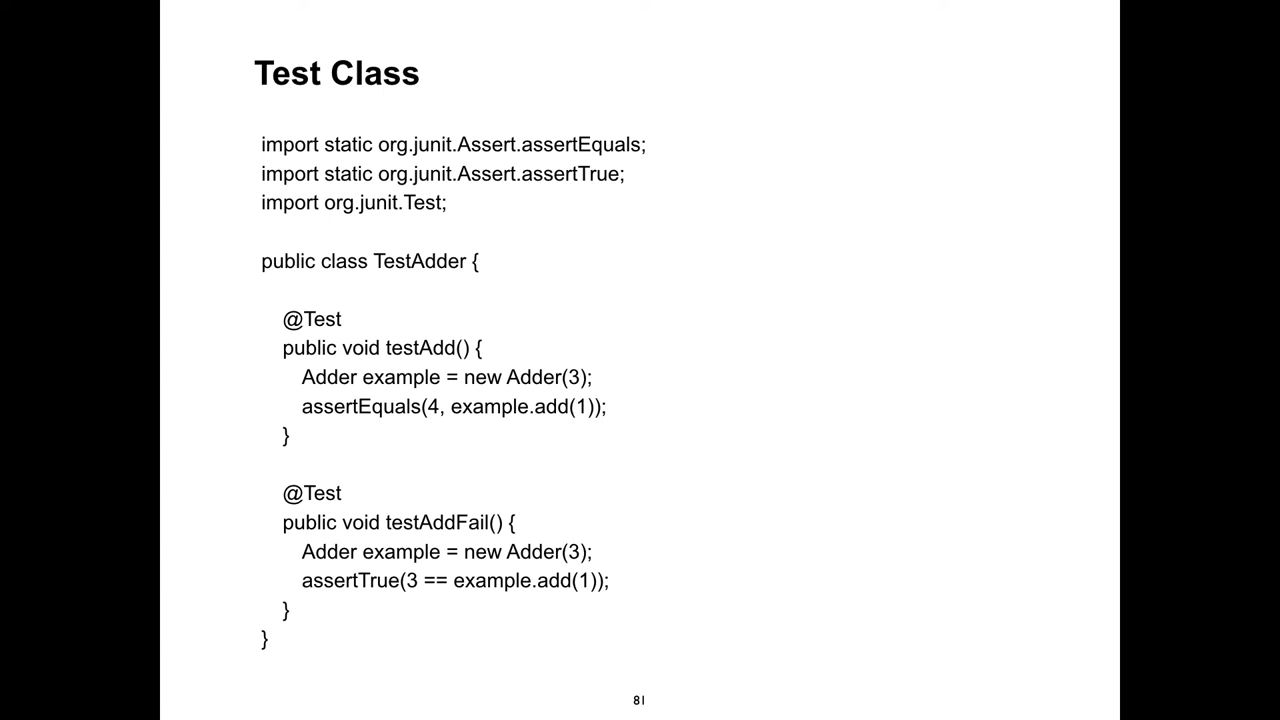 Test Class
import static org.junit.Assert.assertEquals;
import static org.junit.Assert.assertTrue;
import org.junit.Test;
public class TestAdder {
@Test
public void testAdd() {
Adder example = new Adder(3);
assertEquals(4, example.add(1));
}
@Test
public void testAddFail() {
Adder example = new Adder(3);
assertTrue(3 == example.add(1));
}
}
81